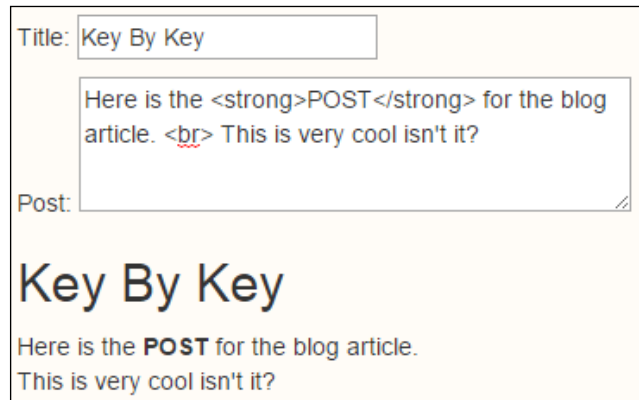 Title: Key By Key
Here is the <strong>POST</strong> for the blog
article. <br> This is very cool isn't it?
Post:
Key By Key
Here is the POST for the blog article.
This is very cool isn't it?